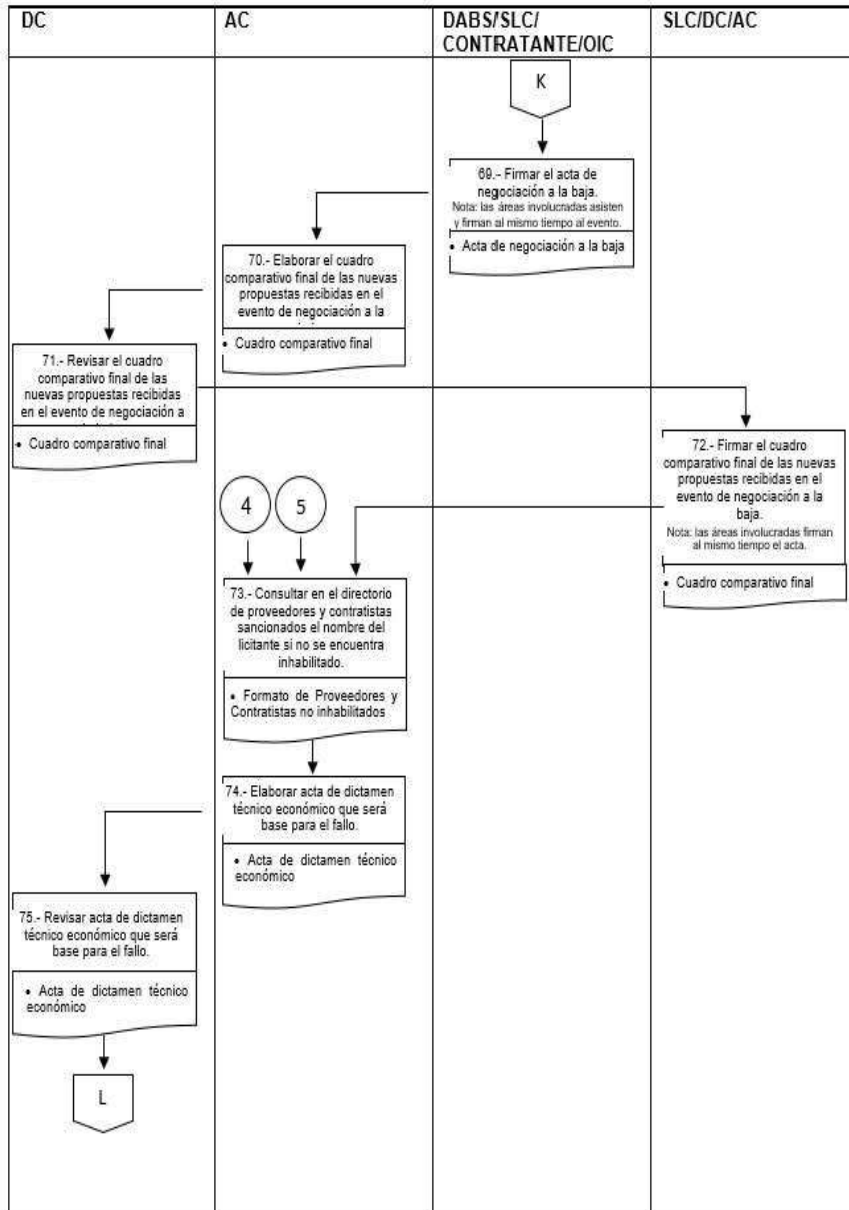 DC
AC
DABS/SLC/
CONTRATANTE/OIC
SLC/DC/AC
K
69.- Firmar el acta de
negociación a la baja.
Nota: las áreas involucradas asisten
y firman al mismo tiempo al evento.
• Acta de negociación a la baja
70.- Elaborar el cuadro
comparativo final de las nuevas
propuestas recibidas en el
evento de negociación a la
• Cuadro comparativo final
71.- Revisar el cuadro
comparativo final de las
nuevas propuestas recibidas
en el evento de negociación a
• Cuadro comparativo final
72.- Firmar el cuadro
comparativo final de las nuevas
propuestas recibidas en el
evento de negociación a la
baja.
Nota: las áreas involucradas firman
al mismo tiempo el acta.
• Cuadro comparativo final
4
5
73.- Consultar en el directorio
de proveedores y contratistas
sancionados el nombre del
licitante si no se encuentra
inhabilitado.
• Formato de Proveedores y
Contratistas no inhabilitados
74.- Elaborar acta de dictamen
técnico económico que será
base para el fallo.
• Acta de dictamen técnico
económico
75.- Revisar acta de dictamen
técnico económico que será
base para el fallo.
• Acta de dictamen técnico
económico
L